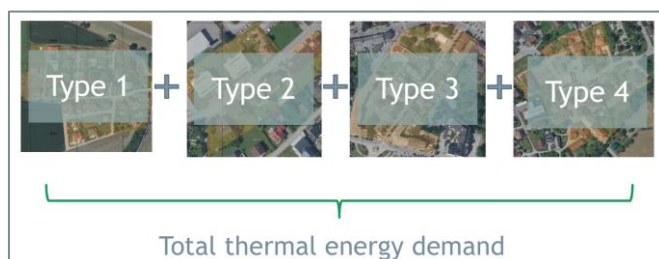 Type 1 + Type 2 + Type 3 + Type 4
Total thermal energy demand